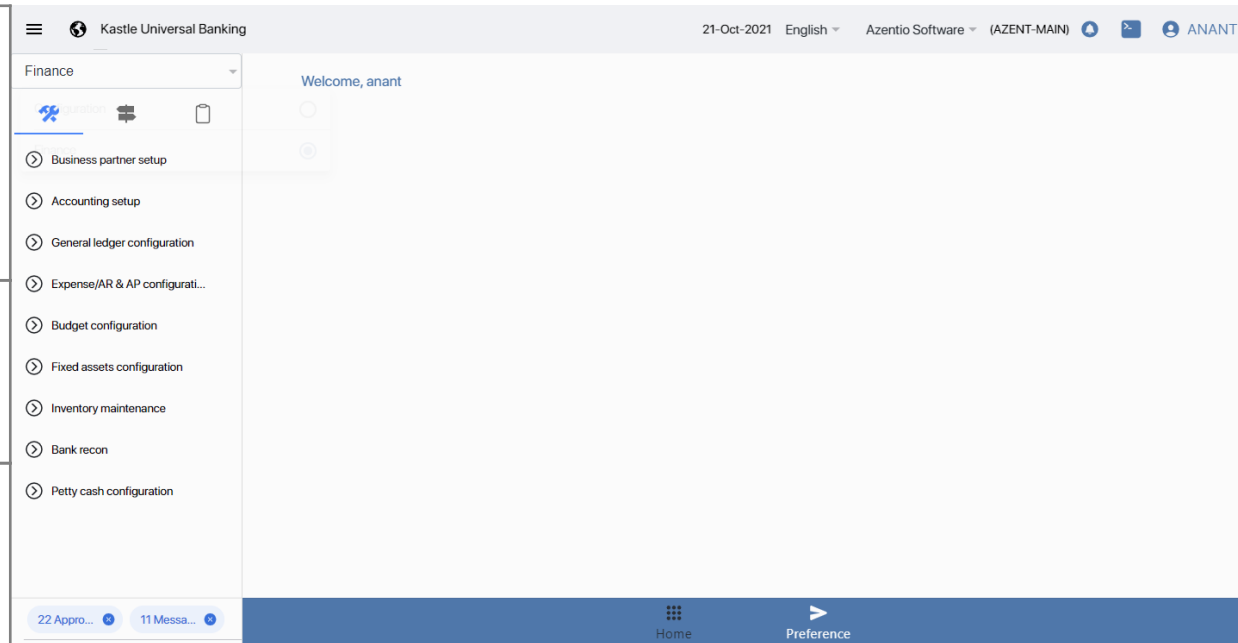 Kastle Universal Banking 21-Oct-2021 English Azentio Software (AZENT-MAIN) ANANT
Finance
Welcome, anant
Business partner setup
Accounting setup
General ledger configuration
Expense/AR & AP configurati...
Budget configuration
Fixed assets configuration
Inventory maintenance
Bank recon
Petty cash configuration
22 Appro... 11 Messa...
Home Preference